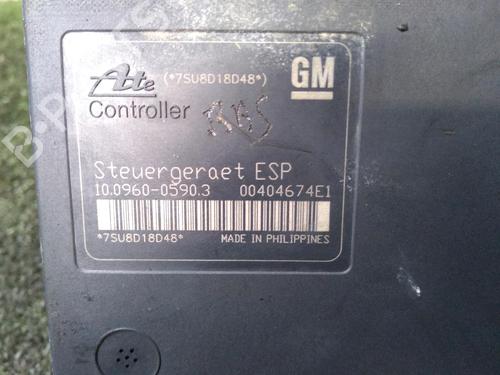 Ate (*7SU8D18D48*) GM
Controller
Steuergeraet ESP
10.0960-0590.3 00404674E1
*7SU8D18D48* MADE IN PHILIPPINES